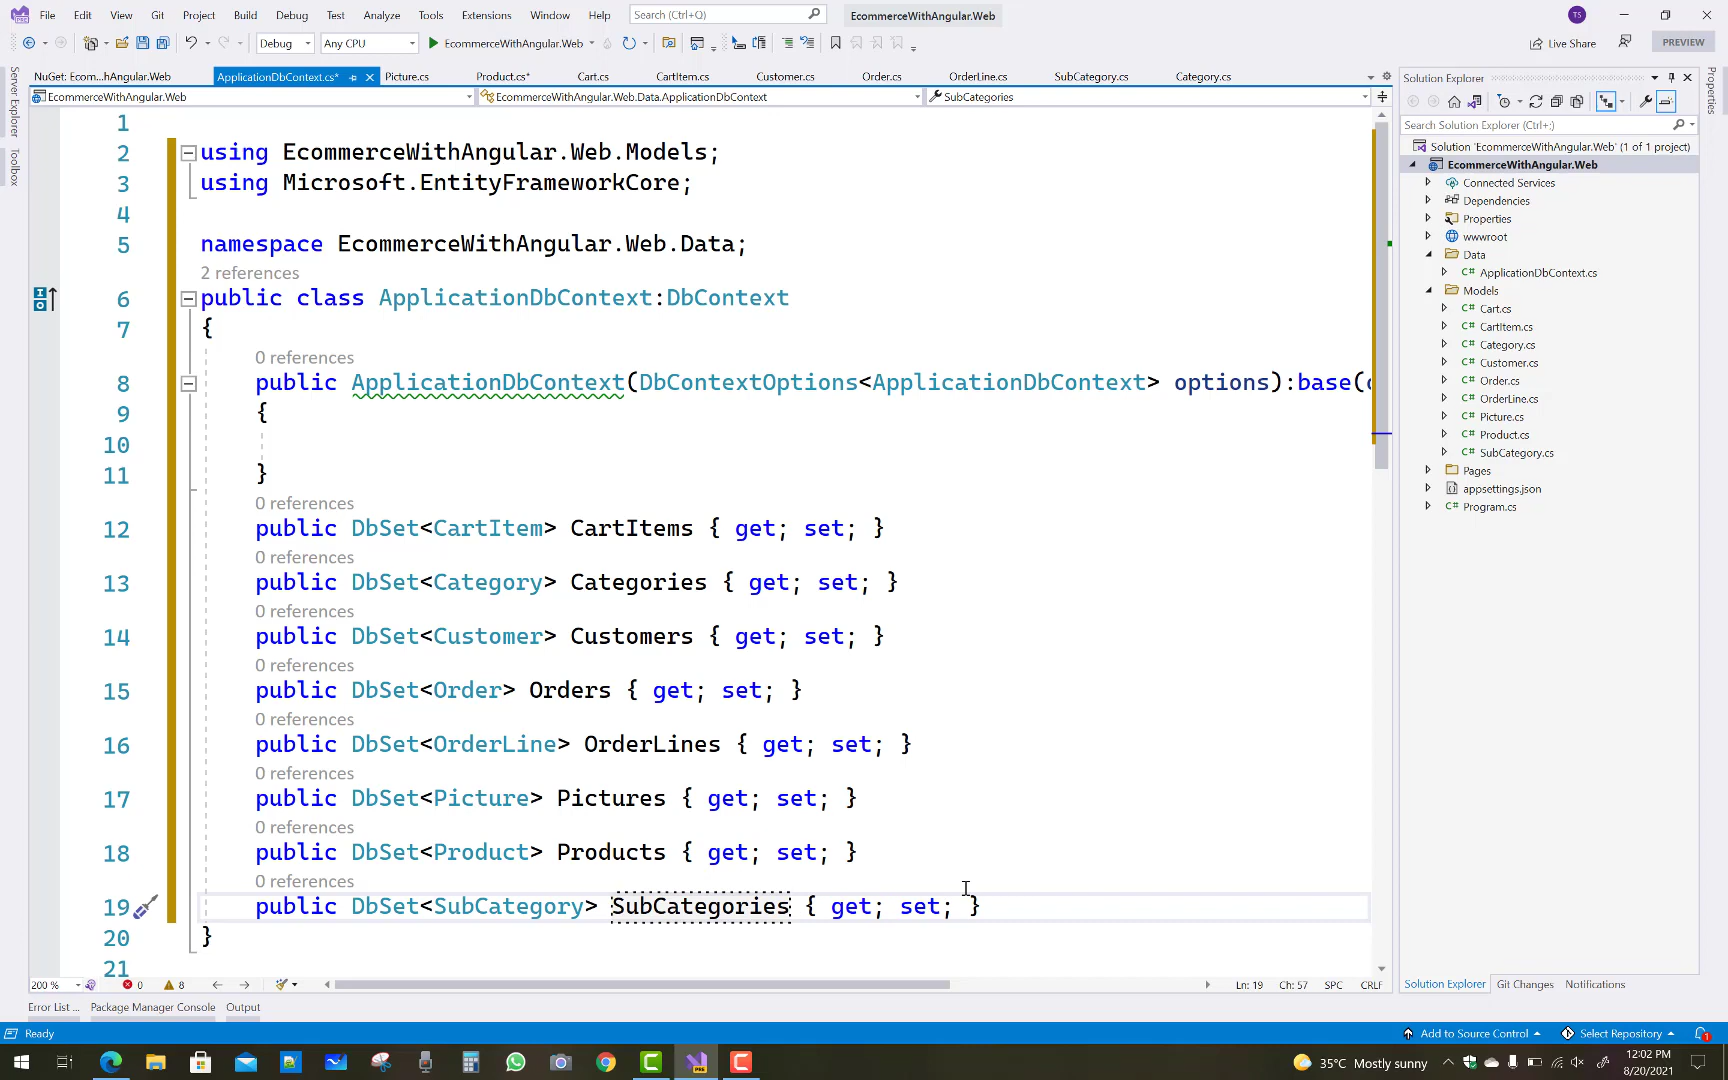 File Edit View Git Project Build Debug Test Analyze Tools Extensions Window Help Search (Ctrl+Q) EcommerceWithAngular.Web TS
Debug Any CPU EcommerceWithAngular.Web Live Share PREVIEW
NuGet: Ecom...hAngular.Web ApplicationDbContext.cs* Picture.cs Product.cs* Cart.cs CartItem.cs Customer.cs Order.cs OrderLine.cs SubCategory.cs Category.cs
EcommerceWithAngular.Web EcommerceWithAngular.Web.Data.ApplicationDbContext SubCategories
Server Explorer
Toolbox
1
2 using EcommerceWithAngular.Web.Models;
3 using Microsoft.EntityFrameworkCore;
4
5 namespace EcommerceWithAngular.Web.Data;
2 references
6 public class ApplicationDbContext:DbContext
7 {
0 references
8 public ApplicationDbContext(DbContextOptions<ApplicationDbContext> options):base(
9 {
10
11 }
0 references
12 public DbSet<CartItem> CartItems { get; set; }
0 references
13 public DbSet<Category> Categories { get; set; }
0 references
14 public DbSet<Customer> Customers { get; set; }
0 references
15 public DbSet<Order> Orders { get; set; }
0 references
16 public DbSet<OrderLine> OrderLines { get; set; }
0 references
17 public DbSet<Picture> Pictures { get; set; }
0 references
18 public DbSet<Product> Products { get; set; }
0 references
19 public DbSet<SubCategory> SubCategories { get; set; }
20 }
21
200 % 0 8 Ln: 19 Ch: 57 SPC CRLF
Error List ... Package Manager Console Output
Solution Explorer
Search Solution Explorer (Ctrl+;)
Solution 'EcommerceWithAngular.Web' (1 of 1 project)
EcommerceWithAngular.Web
Connected Services
Dependencies
Properties
wwwroot
Data
C# ApplicationDbContext.cs
Models
C# Cart.cs
C# CartItem.cs
C# Category.cs
C# Customer.cs
C# Order.cs
C# OrderLine.cs
C# Picture.cs
C# Product.cs
C# SubCategory.cs
Pages
appsettings.json
C# Program.cs
Solution Explorer Git Changes Notifications
Properties
Ready Add to Source Control Select Repository 1
35°C Mostly sunny 12:02 PM
8/20/2021